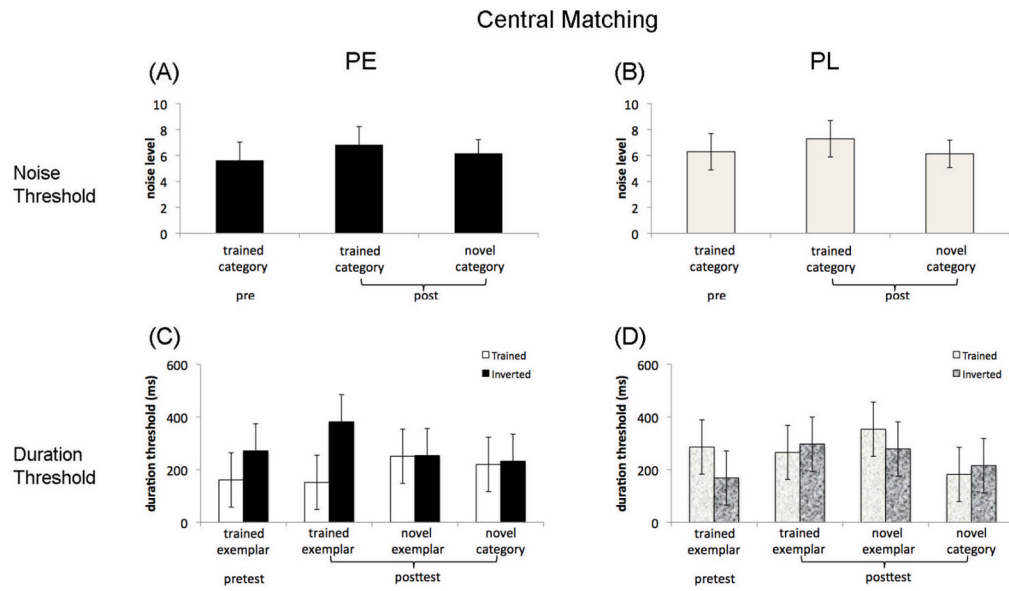 Central Matching
PE
PL
(A)
(B)
Noise
Threshold
noise level
10
8
6
4
2
0
trained
category
trained
category
novel
category
pre
post
noise level
10
8
6
4
2
0
trained
category
trained
category
novel
category
pre
post
(C)
(D)
Duration
Threshold
duration threshold (ms)
600
400
200
0
Trained
Inverted
trained
exemplar
trained
exemplar
novel
exemplar
novel
category
pretest
posttest
duration threshold (ms)
600
400
200
0
Trained
Inverted
trained
exemplar
trained
exemplar
novel
exemplar
novel
category
pretest
posttest